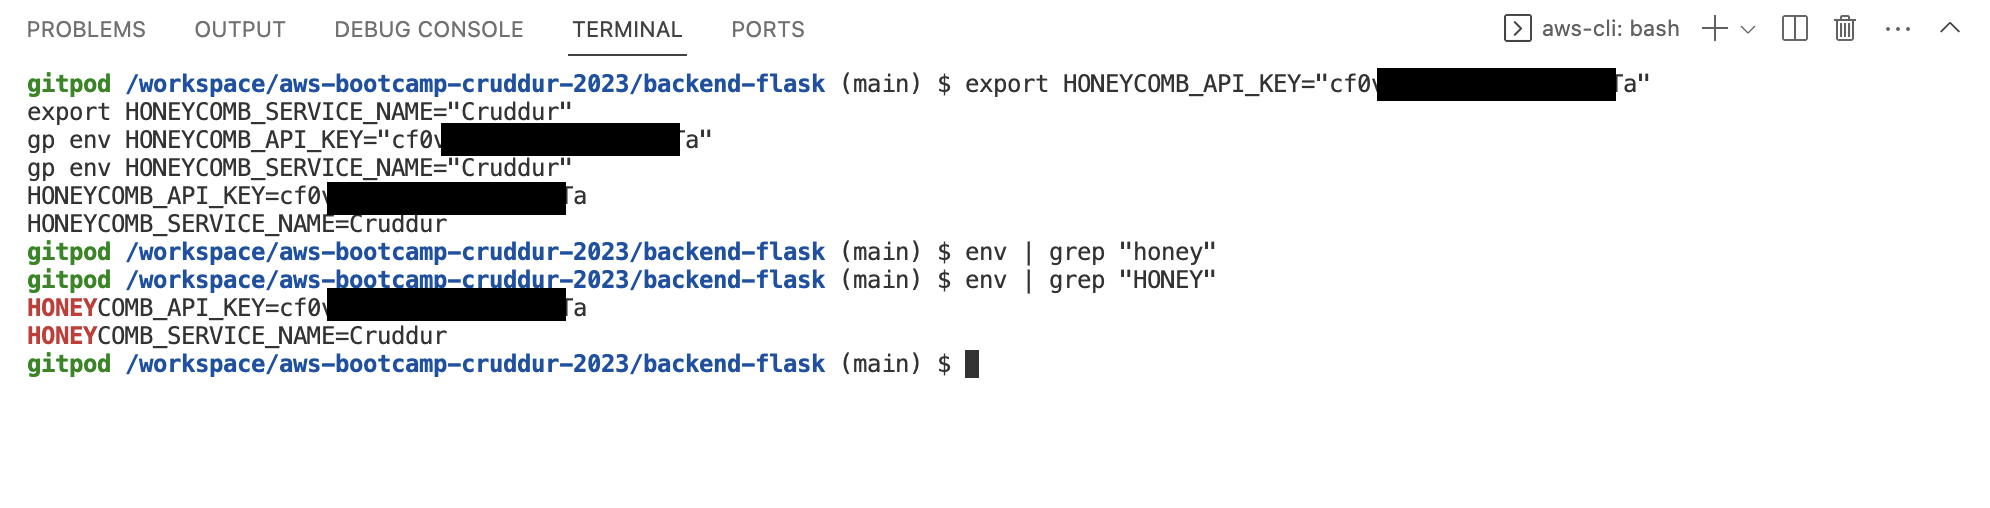 PROBLEMS OUTPUT DEBUG CONSOLE TERMINAL PORTS aws-cli: bash
gitpod /workspace/aws-bootcamp-cruddur-2023/backend-flask (main) $ export HONEYCOMB_API_KEY="cf0v Ta"
export HONEYCOMB_SERVICE_NAME="Cruddur"
gp env HONEYCOMB_API_KEY="cf0v Ta"
gp env HONEYCOMB_SERVICE_NAME="Cruddur"
HONEYCOMB_API_KEY=cf0v Ta
HONEYCOMB_SERVICE_NAME=Cruddur
gitpod /workspace/aws-bootcamp-cruddur-2023/backend-flask (main) $ env | grep "honey"
gitpod /workspace/aws-bootcamp-cruddur-2023/backend-flask (main) $ env | grep "HONEY"
HONEYCOMB_API_KEY=cf0v Ta
HONEYCOMB_SERVICE_NAME=Cruddur
gitpod /workspace/aws-bootcamp-cruddur-2023/backend-flask (main) $